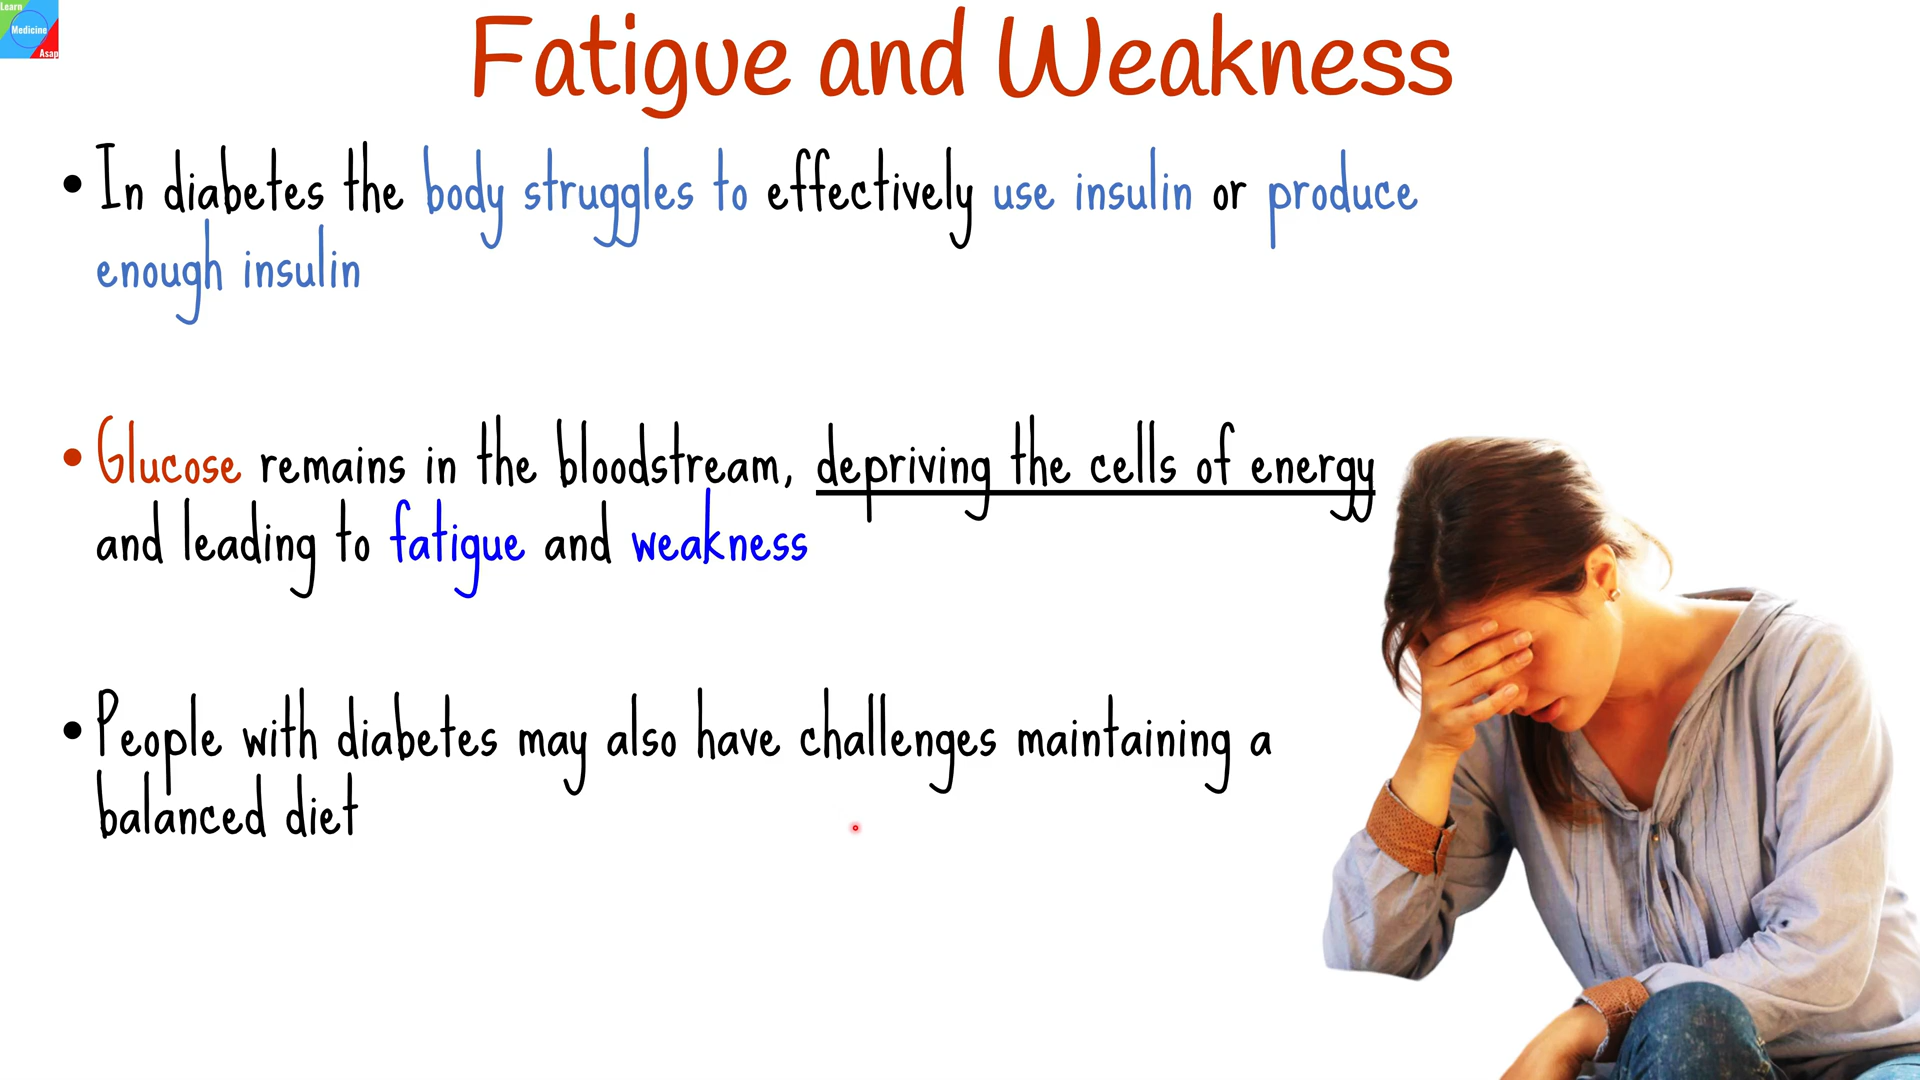 Learn
Medicine
Asap
Fatigue and Weakness
• In diabetes the body struggles to effectively use insulin or produce
enough insulin
• Glucose remains in the bloodstream, depriving the cells of energy
and leading to fatigue and weakness
• People with diabetes may also have challenges maintaining a
balanced diet